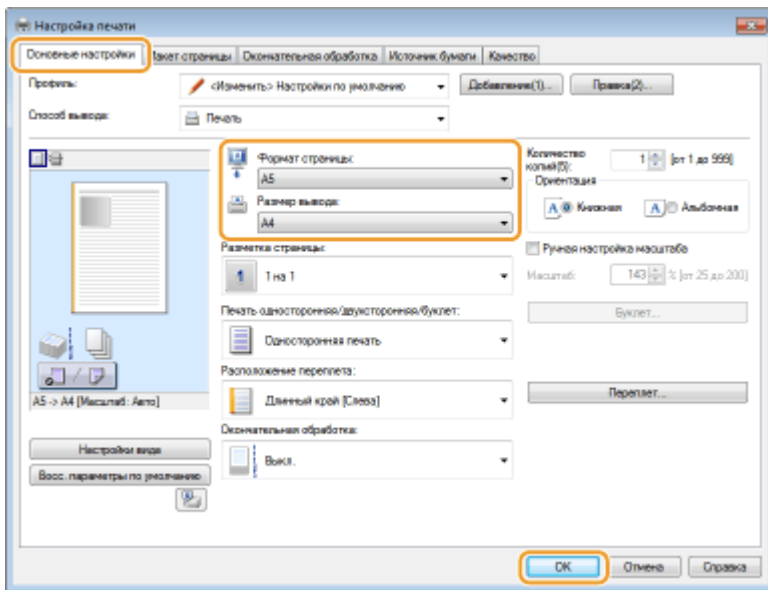 Настройка печати
Основные настройки Макет страницы Окончательная обработка Источник бумаги Качество
Профиль: <Изменить> Настройки по умолчанию Добавление(1)... Правка(2)...
Способ вывода: Печать
Формат страницы:
A5
Размер вывода:
A4
Количество копий(5): 1 [от 1 до 999]
Ориентация
A Книжная A Альбомная
Разметка страницы:
1 1 на 1
Ручная настройка масштаба
Масштаб: 143 % [от 25 до 200]
Печать односторонняя/двухсторонняя/буклет:
Односторонняя печать
Буклет...
Расположение переплета:
Длинный край [Слева]
Переплет...
A5 -> A4 [Масштаб: Авто]
Окончательная обработка:
Выкл.
Настройки вида
Восс. параметры по умолчанию
OK Отмена Справка